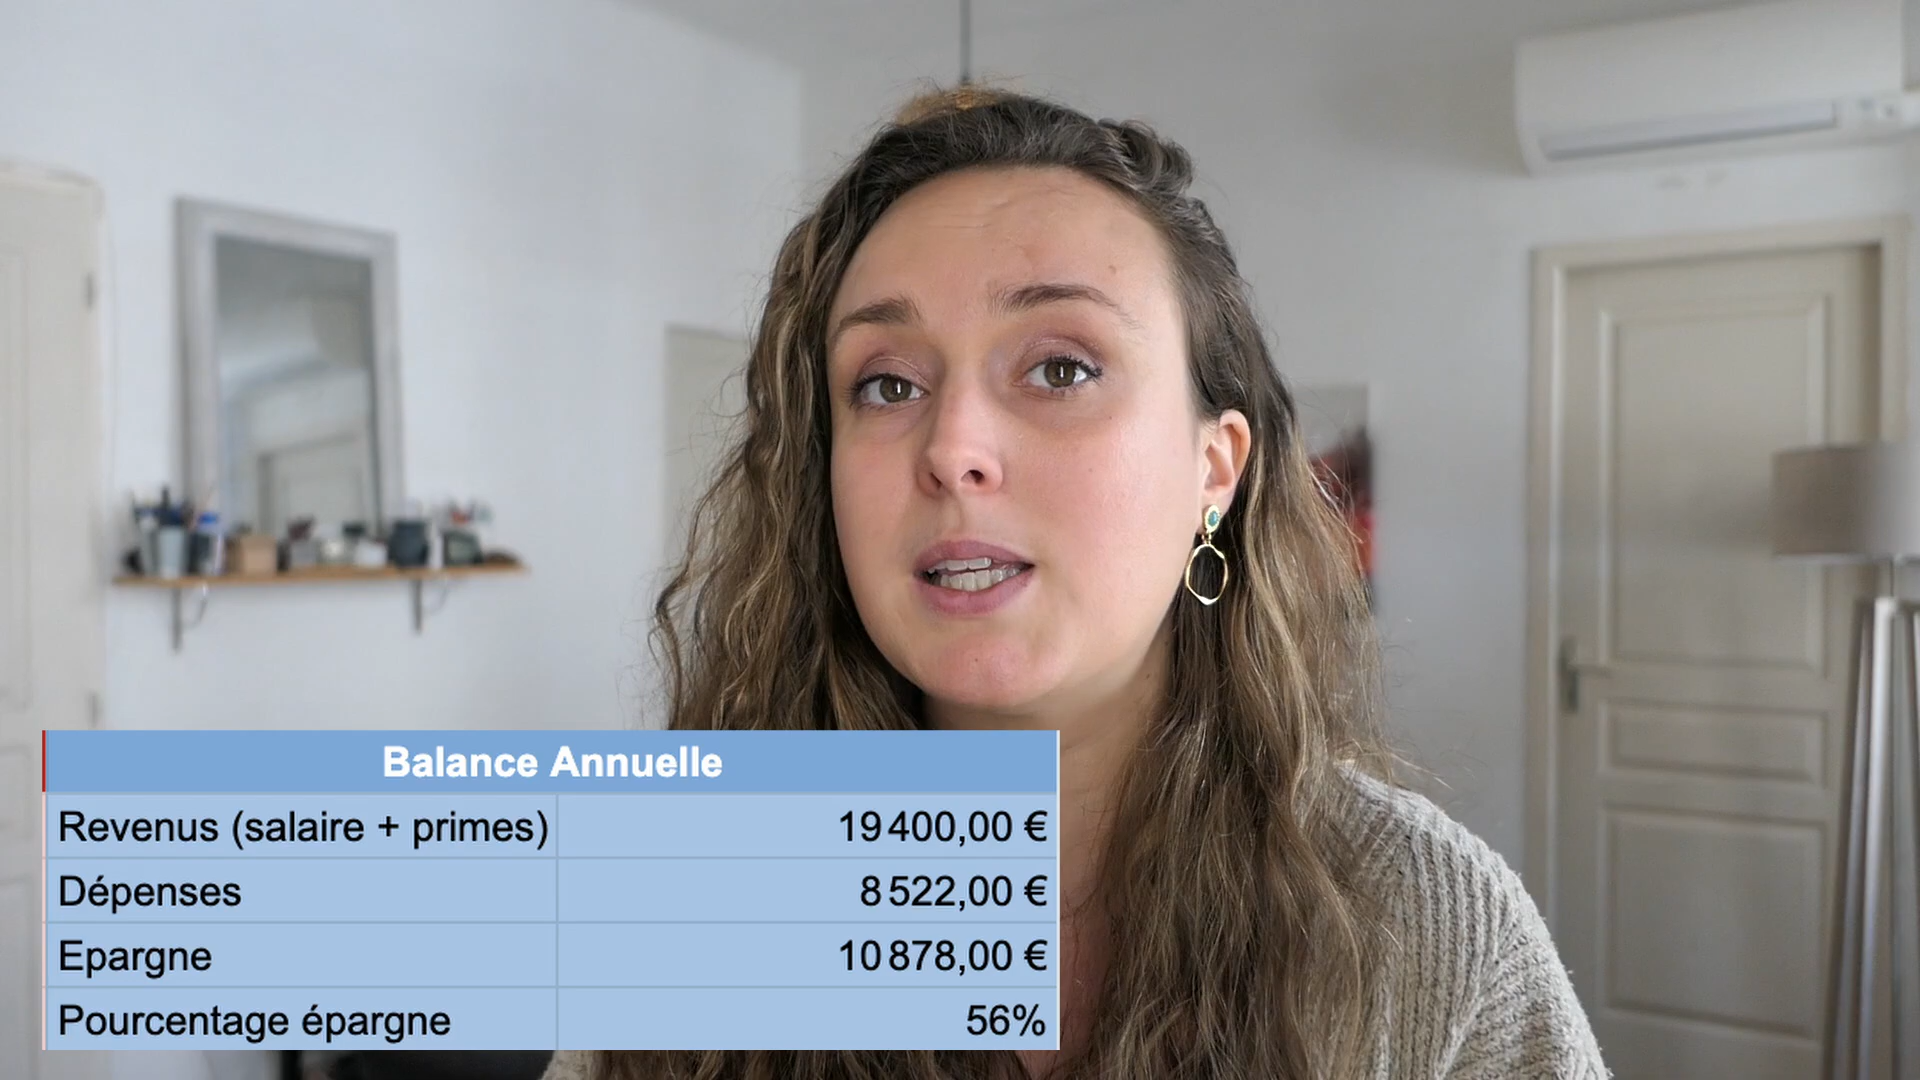 Balance Annuelle
Revenus (salaire + primes) 19 400,00 €
Dépenses 8 522,00 €
Epargne 10 878,00 €
Pourcentage épargne 56%